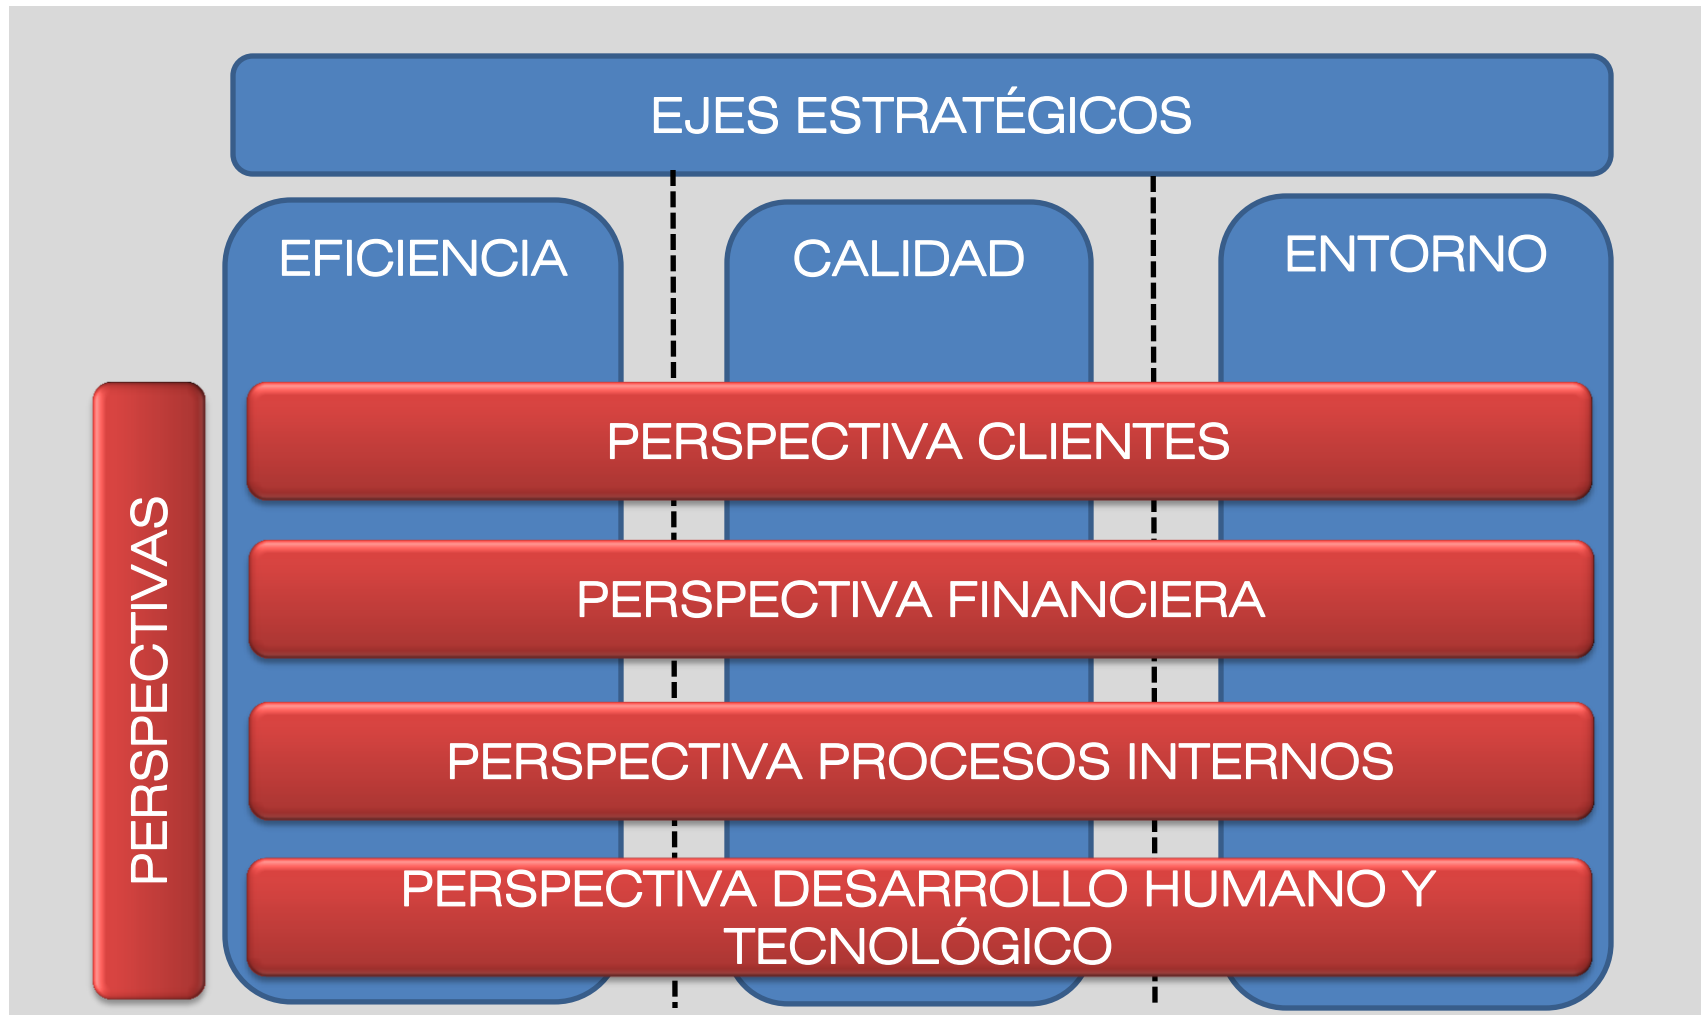 EJES ESTRATÉGICOS
EFICIENCIA
CALIDAD
ENTORNO
PERSPECTIVAS
PERSPECTIVA CLIENTES
PERSPECTIVA FINANCIERA
PERSPECTIVA PROCESOS INTERNOS
PERSPECTIVA DESARROLLO HUMANO Y
TECNOLÓGICO